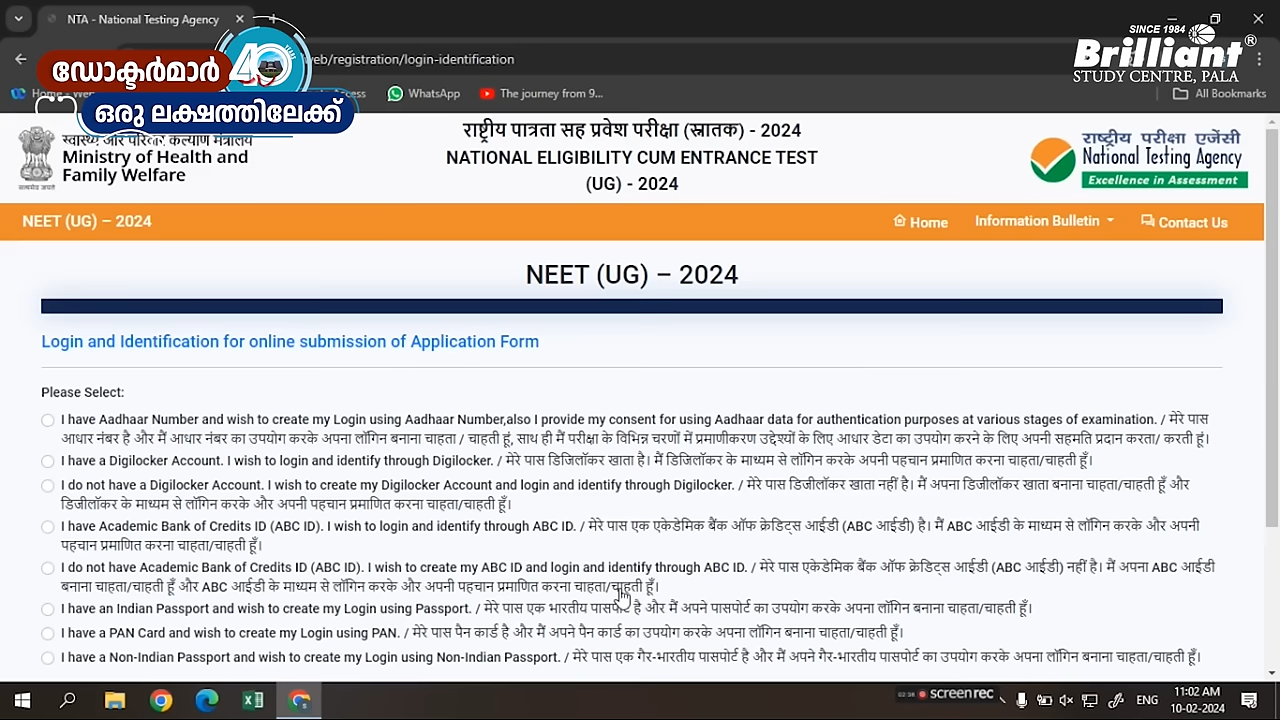 NTA - National Testing Agency
SINCE 1984
Brilliant®
STUDY CENTRE, PALA
ഡോക്ടർമാർ 40
ഒരു ലക്ഷത്തിലേക്ക്
web/registration/login-identification
WhatsApp
The journey from 9...
All Bookmarks
स्वास्थ्य और परिवार कल्याण मंत्रालय
Ministry of Health and
Family Welfare
राष्ट्रीय पात्रता सह प्रवेश परीक्षा (स्नातक) - 2024
NATIONAL ELIGIBILITY CUM ENTRANCE TEST
(UG) - 2024
राष्ट्रीय परीक्षा एजेंसी
National Testing Agency
Excellence in Assessment
NEET (UG) – 2024
Home
Information Bulletin
Contact Us
NEET (UG) – 2024
Login and Identification for online submission of Application Form
Please Select:
I have Aadhaar Number and wish to create my Login using Aadhaar Number,also I provide my consent for using Aadhaar data for authentication purposes at various stages of examination. / मेरे पास
आधार नंबर है और मैं आधार नंबर का उपयोग करके अपना लॉगिन बनाना चाहता / चाहती हूं, साथ ही मैं परीक्षा के विभिन्न चरणों में प्रमाणीकरण उद्देश्यों के लिए आधार डेटा का उपयोग करने के लिए अपनी सहमति प्रदान करता/ करती हूं।
I have a Digilocker Account. I wish to login and identify through Digilocker. / मेरे पास डिजिलॉकर खाता है। मैं डिजिलॉकर के माध्यम से लॉगिन करके अपनी पहचान प्रमाणित करना चाहता/चाहती हूँ।
I do not have a Digilocker Account. I wish to create my Digilocker Account and login and identify through Digilocker. / मेरे पास डिजीलॉकर खाता नहीं है। मैं अपना डिजीलॉकर खाता बनाना चाहता/चाहती हूँ और
डिजीलॉकर के माध्यम से लॉगिन करके और अपनी पहचान प्रमाणित करना चाहता/चाहती हूँ।
I have Academic Bank of Credits ID (ABC ID). I wish to login and identify through ABC ID. / मेरे पास एक एकेडेमिक बैंक ऑफ क्रेडिट्स आईडी (ABC आईडी) है। मैं ABC आईडी के माध्यम से लॉगिन करके और अपनी
पहचान प्रमाणित करना चाहता/चाहती हूँ।
I do not have Academic Bank of Credits ID (ABC ID). I wish to create my ABC ID and login and identify through ABC ID. / मेरे पास एकेडेमिक बैंक ऑफ क्रेडिट्स आईडी (ABC आईडी) नहीं है। मैं अपना ABC आईडी
बनाना चाहता/चाहती हूँ और ABC आईडी के माध्यम से लॉगिन करके और अपनी पहचान प्रमाणित करना चाहता/चाहती हूँ।
I have an Indian Passport and wish to create my Login using Passport. / मेरे पास एक भारतीय पासपोर्ट है और मैं अपने पासपोर्ट का उपयोग करके अपना लॉगिन बनाना चाहता/चाहती हूँ।
I have a PAN Card and wish to create my Login using PAN. / मेरे पास पैन कार्ड है और मैं अपने पैन कार्ड का उपयोग करके अपना लॉगिन बनाना चाहता/चाहती हूँ।
I have a Non-Indian Passport and wish to create my Login using Non-Indian Passport. / मेरे पास एक गैर-भारतीय पासपोर्ट है और मैं अपने गैर-भारतीय पासपोर्ट का उपयोग करके अपना लॉगिन बनाना चाहता/चाहती हूँ।
screen rec
ENG
11:02 AM
10-02-2024